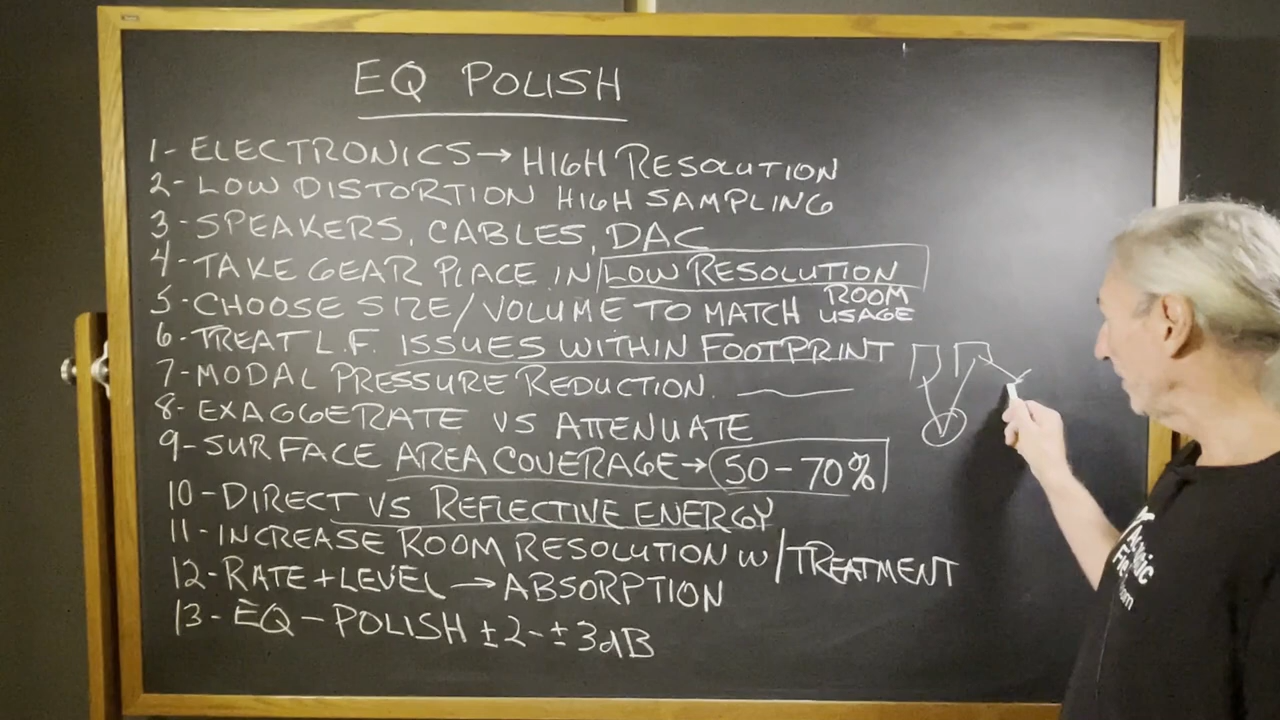 EQ POLISH
1- ELECTRONICS → HIGH RESOLUTION
2- LOW DISTORTION HIGH SAMPLING
3- SPEAKERS, CABLES, DAC
4- TAKE GEAR PLACE IN LOW RESOLUTION
5- CHOOSE SIZE/VOLUME TO MATCH ROOM USAGE
6- TREAT L.F. ISSUES WITHIN FOOTPRINT
7- MODAL PRESSURE REDUCTION.
8- EXAGGERATE VS ATTENUATE
9- SURFACE AREA COVERAGE → 50-70%
10- DIRECT VS REFLECTIVE ENERGY
11- INCREASE ROOM RESOLUTION W/TREATMENT
12- RATE + LEVEL → ABSORPTION
13- EQ - POLISH ±2-±3dB